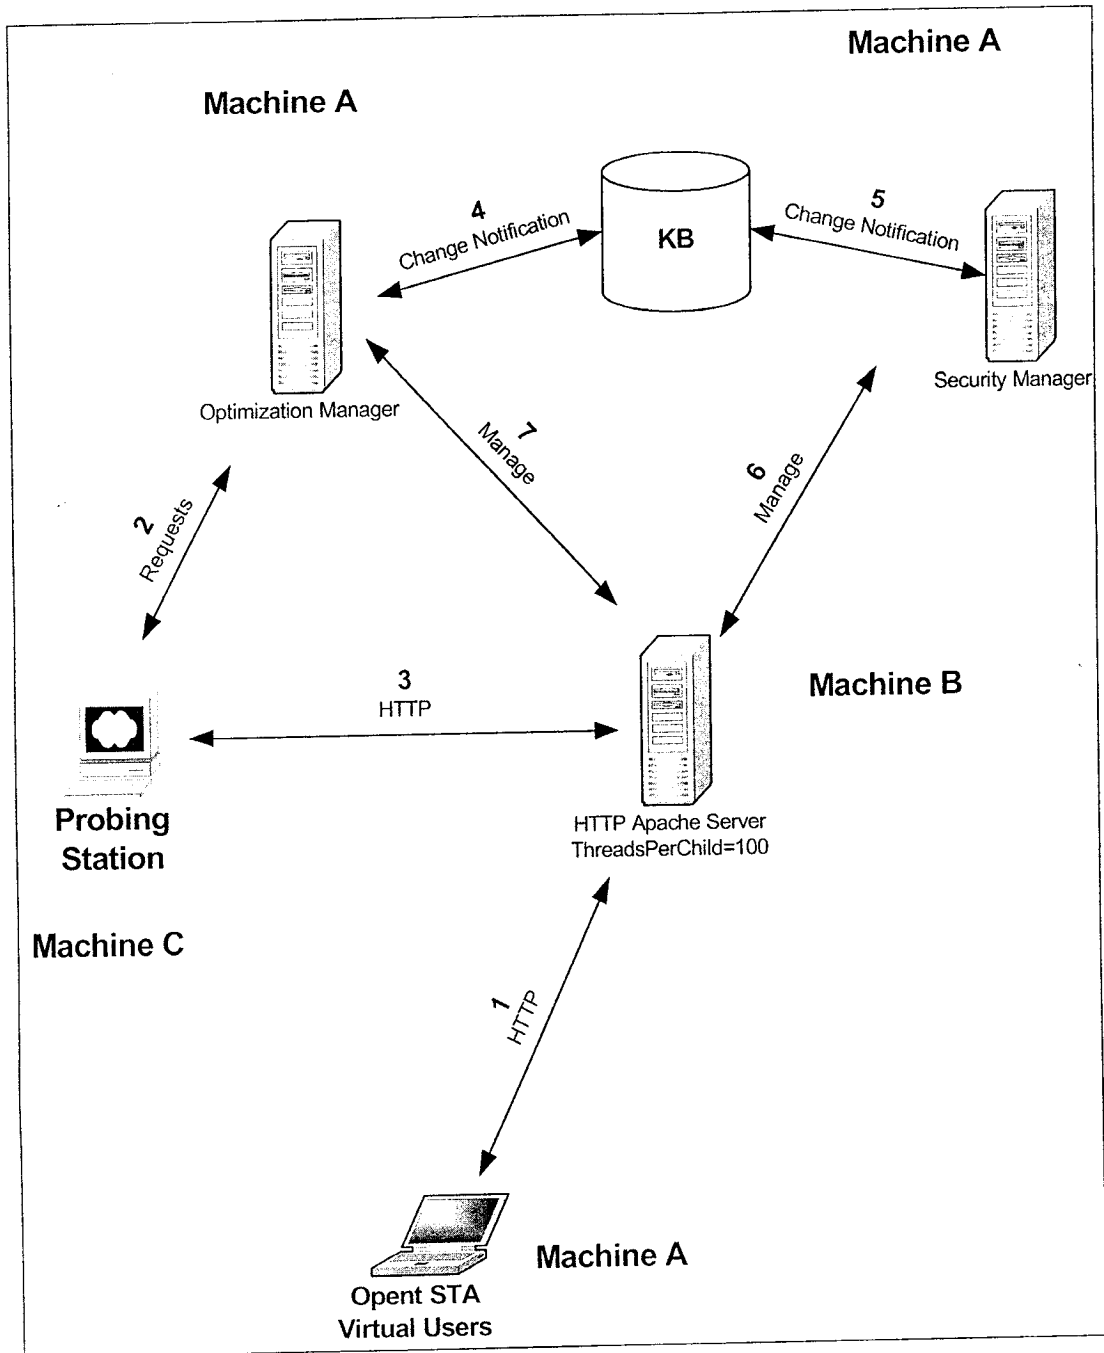 Machine A
Machine A
4
Change Notification
KB
5
Change Notification
Optimization Manager
Security Manager
7
Manage
6
Manage
2
Requests
3
HTTP
Machine B
Probing
Station
HTTP Apache Server
ThreadsPerChild=100
Machine C
1
HTTP
Machine A
Opent STA
Virtual Users